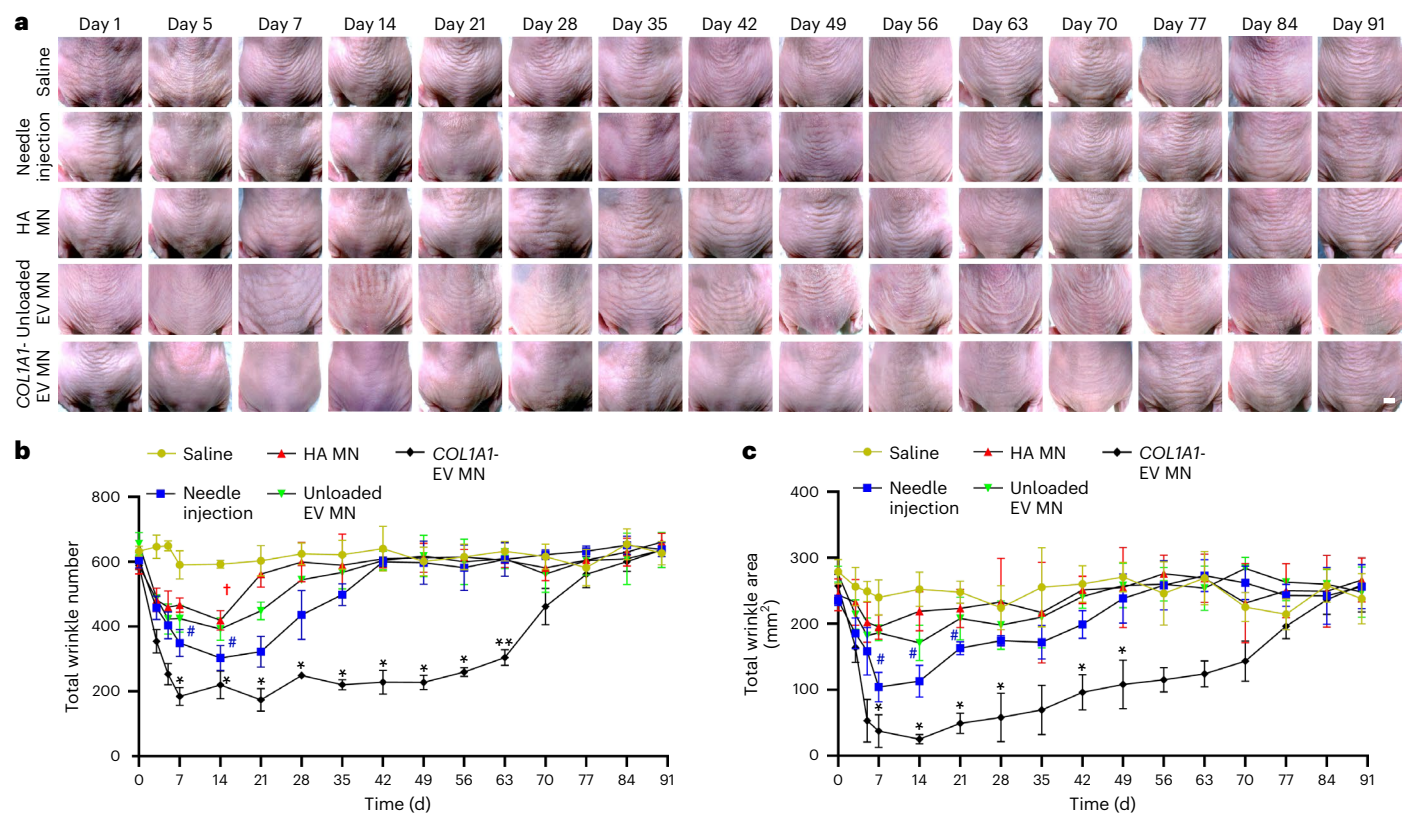 a
Day 1 Day 5 Day 7 Day 14 Day 21 Day 28 Day 35 Day 42 Day 49 Day 56 Day 63 Day 70 Day 77 Day 84 Day 91
Saline
Needle
injection
HA
MN
Unloaded
EV MN
COL1A1-
EV MN
b
Saline
HA MN
COL1A1-
EV MN
Needle
injection
Unloaded
EV MN
Total wrinkle number
800
600
400
200
0
†
#
#
*
*
*
*
*
*
*
*
**
0 7 14 21 28 35 42 49 56 63 70 77 84 91
Time (d)
c
Saline
HA MN
COL1A1-
EV MN
Needle
injection
Unloaded
EV MN
Total wrinkle area
(mm²)
400
300
200
100
0
#
#
#
*
*
*
*
*
*
0 7 14 21 28 35 42 49 56 63 70 77 84 91
Time (d)